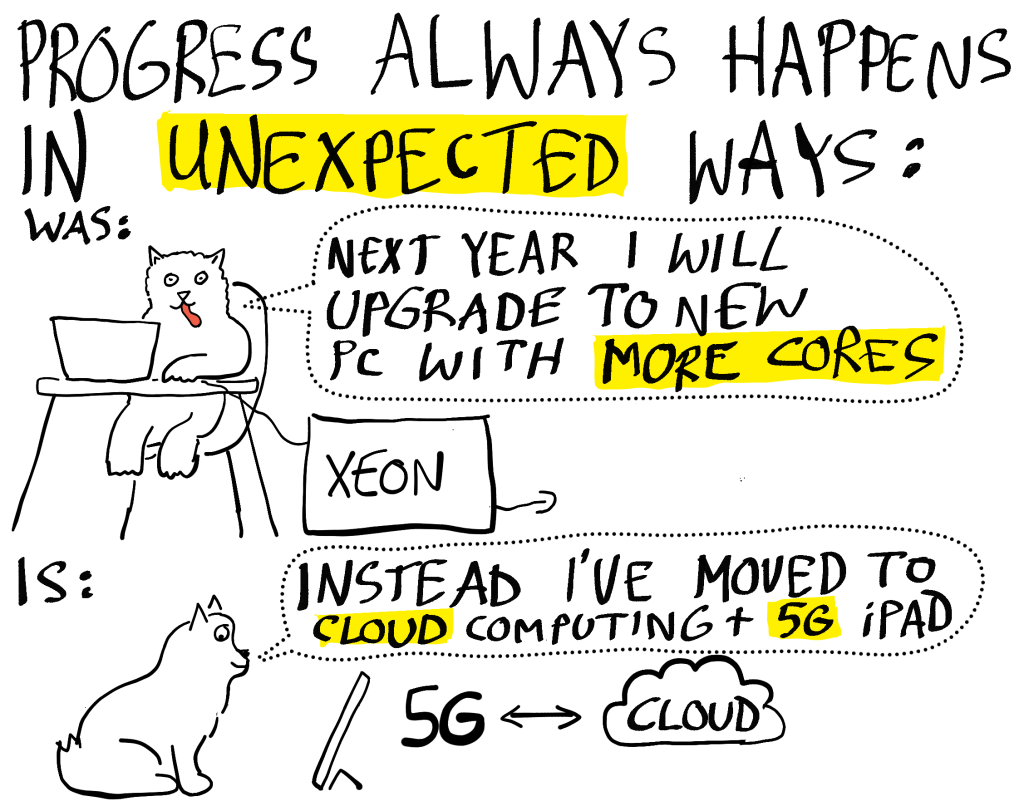 PROGRESS ALWAYS HAPPENS
IN UNEXPECTED WAYS:
WAS:
NEXT YEAR I WILL
UPGRADE TO NEW
PC WITH MORE CORES
XEON
IS:
INSTEAD I'VE MOVED TO
CLOUD COMPUTING + 5G iPAD
5G ↔ CLOUD